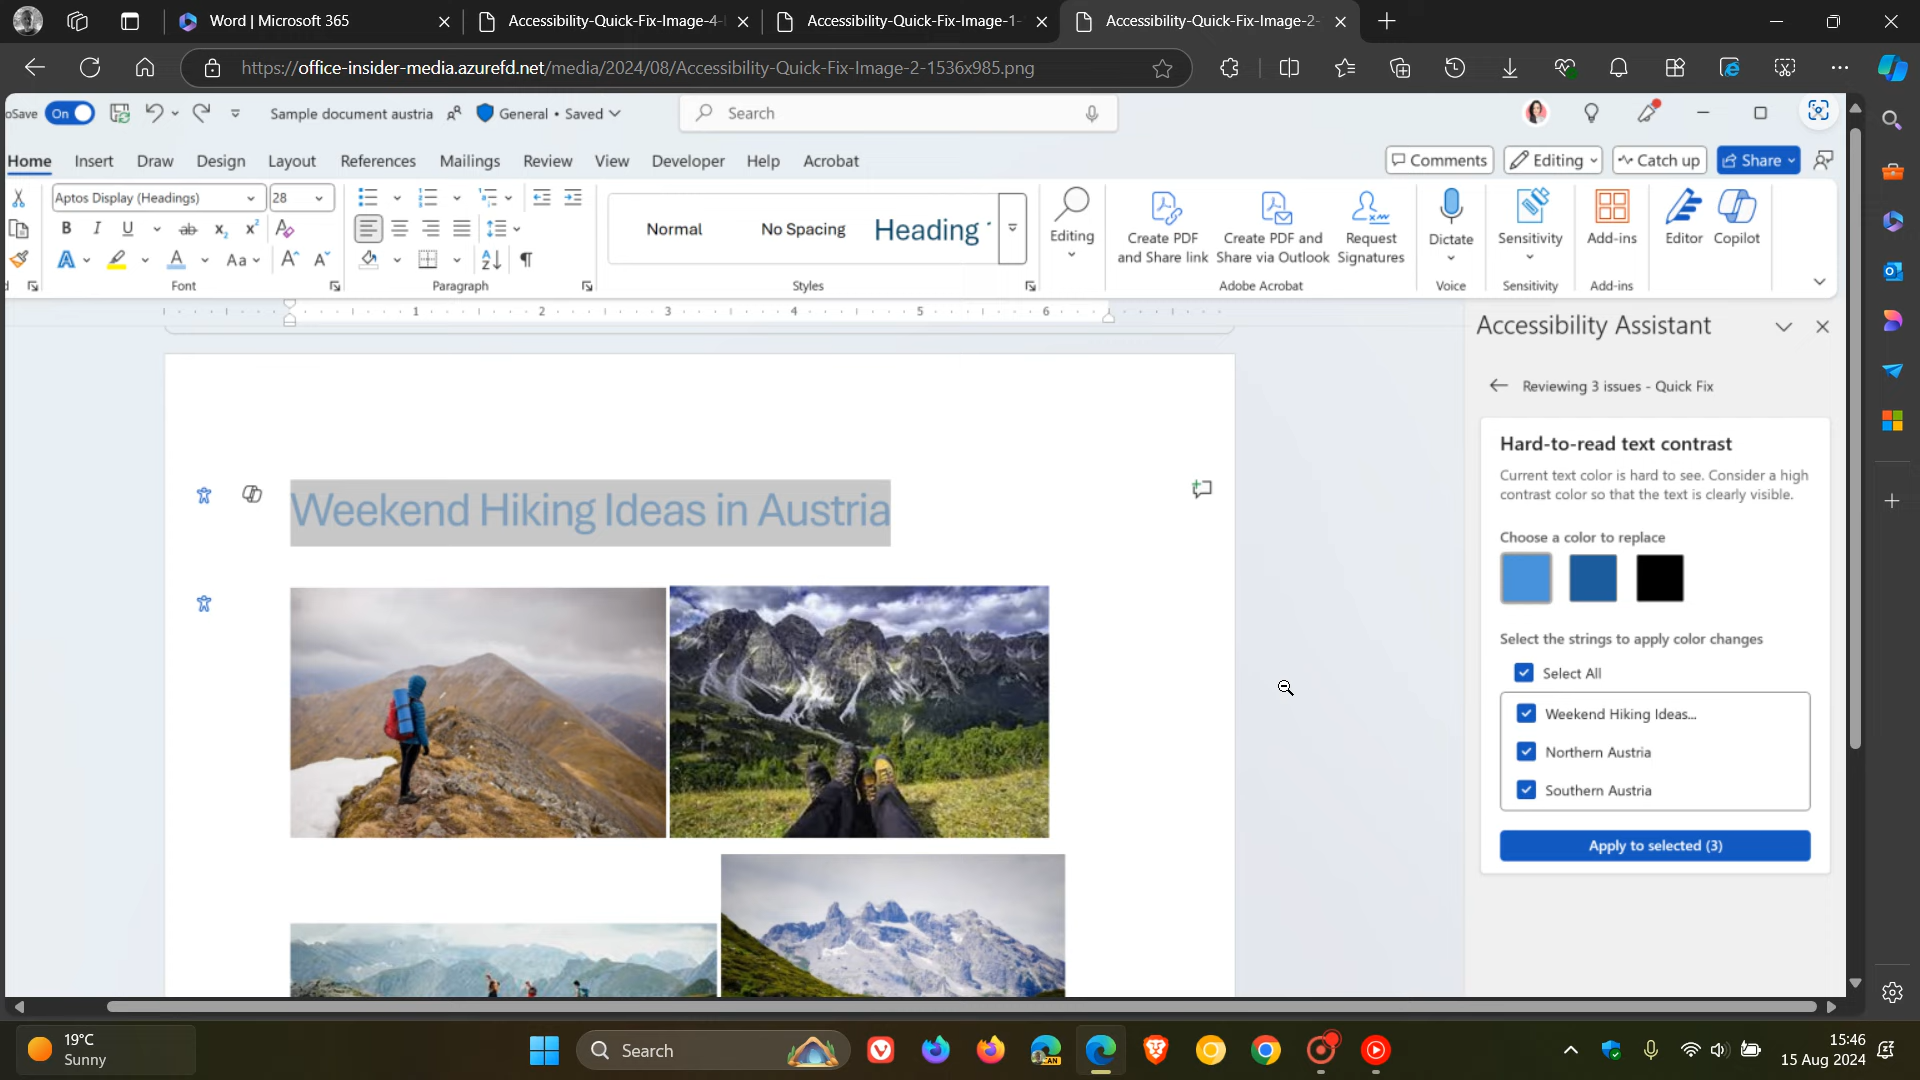 Word | Microsoft 365
Accessibility-Quick-Fix-Image-4-
Accessibility-Quick-Fix-Image-1-
Accessibility-Quick-Fix-Image-2-
https://office-insider-media.azurefd.net/media/2024/08/Accessibility-Quick-Fix-Image-2-1536x985.png
oSave On Sample document austria General • Saved Search
Home Insert Draw Design Layout References Mailings Review View Developer Help Acrobat Comments Editing Catch up Share
Aptos Display (Headings) 28
Normal No Spacing Heading
Editing
Create PDF and Share link
Create PDF and Share via Outlook
Request Signatures
Dictate
Sensitivity
Add-ins
Editor
Copilot
Font Paragraph Styles Adobe Acrobat Voice Sensitivity Add-ins
1 2 3 4 5 6
Accessibility Assistant
Reviewing 3 issues - Quick Fix
Weekend Hiking Ideas in Austria
Hard-to-read text contrast
Current text color is hard to see. Consider a high
contrast color so that the text is clearly visible.
Choose a color to replace
Select the strings to apply color changes
Select All
Weekend Hiking Ideas...
Northern Austria
Southern Austria
Apply to selected (3)
19°C
Sunny
Search
CAN
15:46
15 Aug 2024